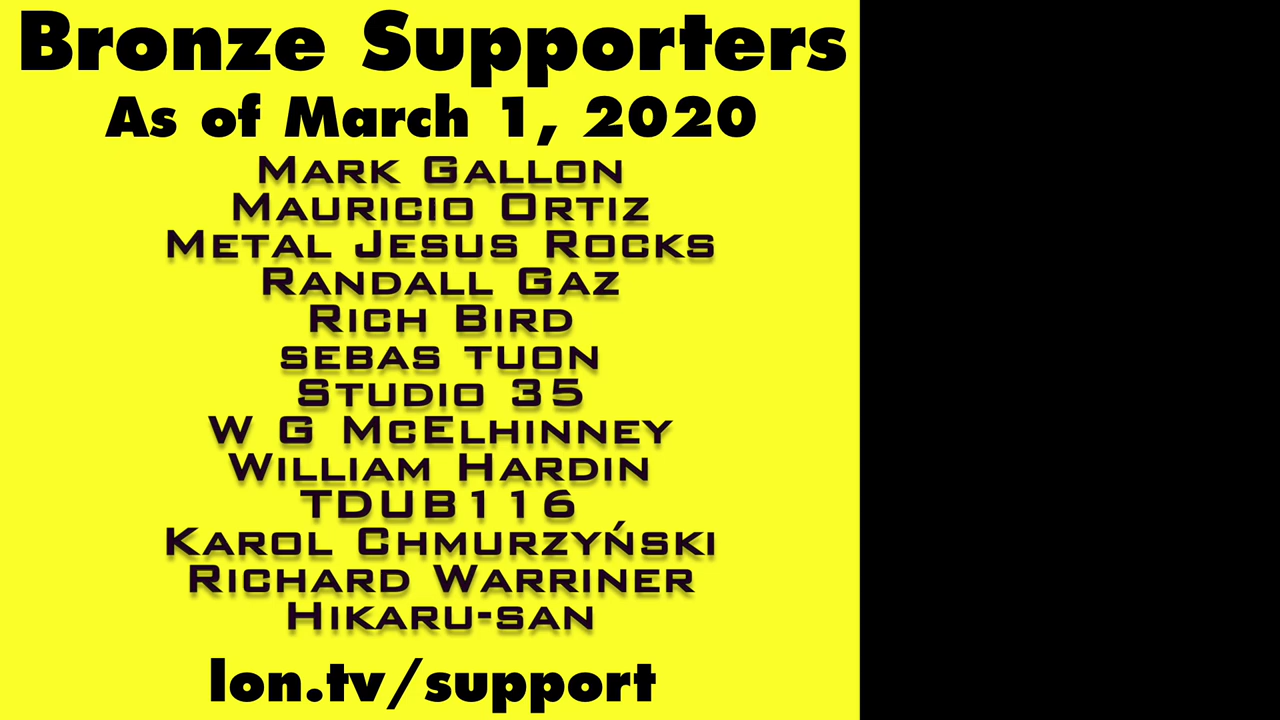 Bronze Supporters
As of March 1, 2020
Mark Gallon
Mauricio Ortiz
Metal Jesus Rocks
Randall Gaz
Rich Bird
sebas tuon
Studio 35
W G McElhinney
William Hardin
TDUB116
Karol Chmurzyński
Richard Warriner
Hikaru-san
lon.tv/support